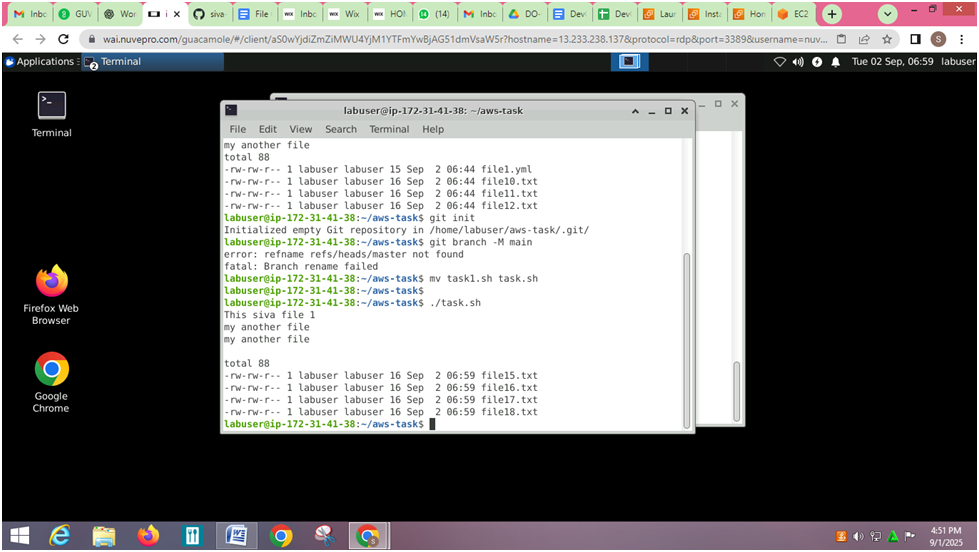 Inbo
GUV
Wor
i
siva-
File
Inbo
Wix
HOM
(14)
Inbo
DO-
Dev
Dev
Laun
Insta
Hon
EC2
wai.nuvepro.com/guacamole/#/client/aS0wYjdiZmZiMWU4YjM1YTFmYwBjAG51dmVsaW5r?hostname=13.233.238.137&protocol=rdp&port=3389&username=nuv...
S
Applications
2
Terminal
Tue 02 Sep, 06:59
labuser
Terminal
Firefox Web
Browser
Google
Chrome
labuser@ip-172-31-41-38: ~/aws-task
File Edit View Search Terminal Help
my another file
total 88
-rw-rw-r-- 1 labuser labuser 15 Sep  2 06:44 file1.yml
-rw-rw-r-- 1 labuser labuser 16 Sep  2 06:44 file10.txt
-rw-rw-r-- 1 labuser labuser 16 Sep  2 06:44 file11.txt
-rw-rw-r-- 1 labuser labuser 16 Sep  2 06:44 file12.txt
labuser@ip-172-31-41-38:~/aws-task$ git init
Initialized empty Git repository in /home/labuser/aws-task/.git/
labuser@ip-172-31-41-38:~/aws-task$ git branch -M main
error: refname refs/heads/master not found
fatal: Branch rename failed
labuser@ip-172-31-41-38:~/aws-task$ mv task1.sh task.sh
labuser@ip-172-31-41-38:~/aws-task$
labuser@ip-172-31-41-38:~/aws-task$ ./task.sh
This siva file 1
my another file
my another file
total 88
-rw-rw-r-- 1 labuser labuser 16 Sep  2 06:59 file15.txt
-rw-rw-r-- 1 labuser labuser 16 Sep  2 06:59 file16.txt
-rw-rw-r-- 1 labuser labuser 16 Sep  2 06:59 file17.txt
-rw-rw-r-- 1 labuser labuser 16 Sep  2 06:59 file18.txt
labuser@ip-172-31-41-38:~/aws-task$
4:51 PM
9/1/2025